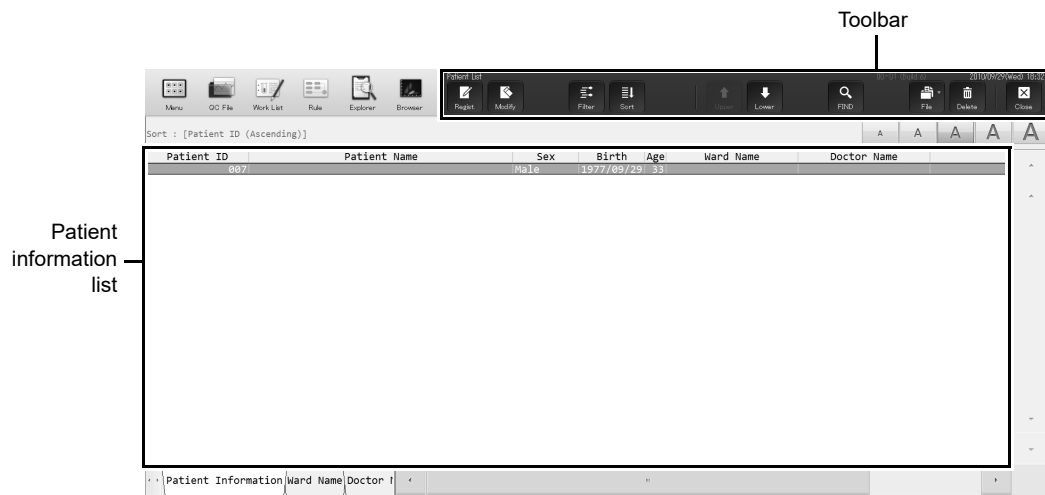 Toolbar
Patient List 00-01 (Build 6) 2010/09/29(Wed) 18:32
Menu QC File Work List Rule Explorer Browser Regist Modify Filter Sort Upper Lower FIND File Delete Close
Sort : [Patient ID (Ascending)] A A A A A
Patient ID Patient Name Sex Birth Age Ward Name Doctor Name
007 Male 1977/09/29 33
Patient
information
list
Patient Information Ward Name Doctor